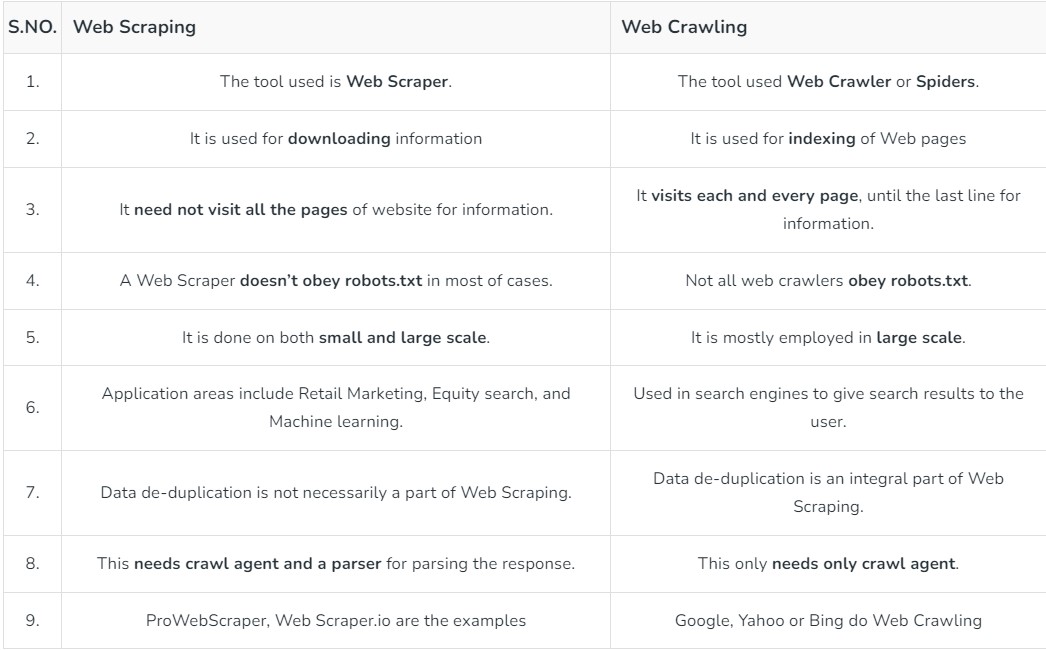 S.NO. Web Scraping Web Crawling
1. The tool used is Web Scraper. The tool used Web Crawler or Spiders.
2. It is used for downloading information It is used for indexing of Web pages
3. It need not visit all the pages of website for information. It visits each and every page, until the last line for
information.
4. A Web Scraper doesn’t obey robots.txt in most of cases. Not all web crawlers obey robots.txt.
5. It is done on both small and large scale. It is mostly employed in large scale.
6. Application areas include Retail Marketing, Equity search, and
Machine learning. Used in search engines to give search results to the
user.
7. Data de-duplication is not necessarily a part of Web Scraping. Data de-duplication is an integral part of Web
Scraping.
8. This needs crawl agent and a parser for parsing the response. This only needs only crawl agent.
9. ProWebScraper, Web Scraper.io are the examples Google, Yahoo or Bing do Web Crawling